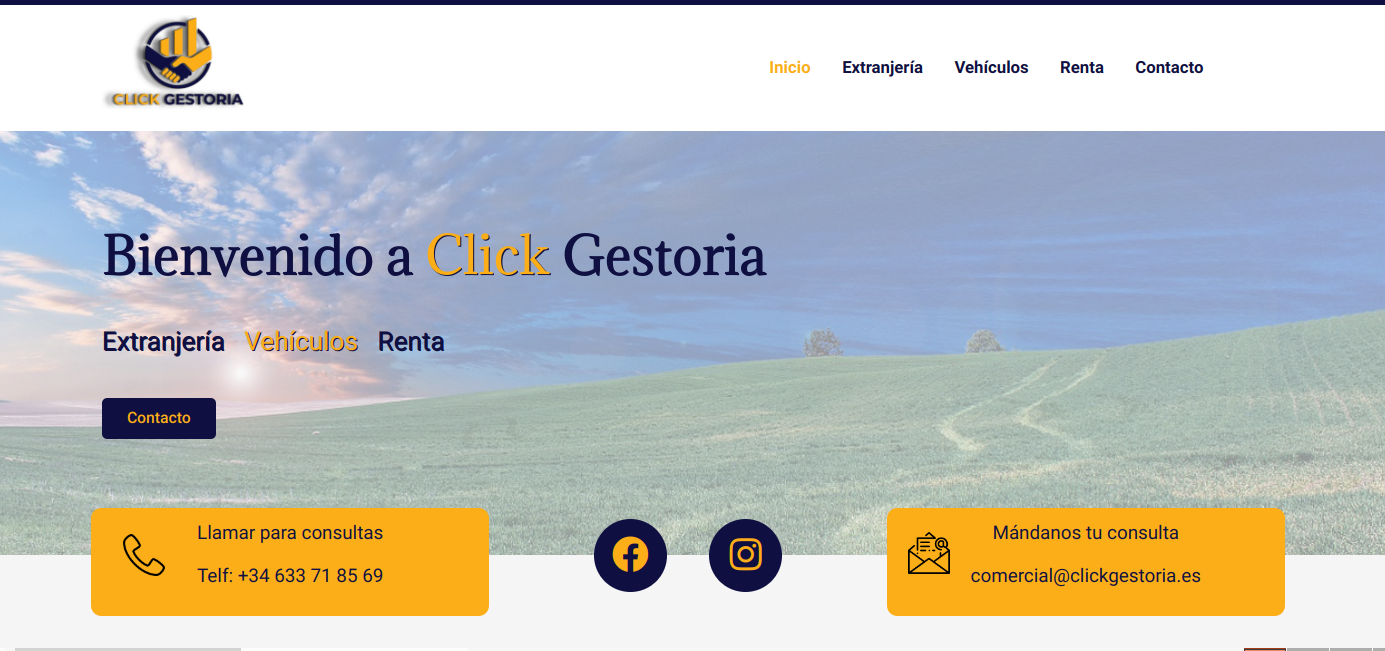 CLICK GESTORIA
Inicio Extranjería Vehículos Renta Contacto
Bienvenido a Click Gestoria
Extranjería Vehículos Renta
Contacto
Llamar para consultas
Telf: +34 633 71 85 69
Mándanos tu consulta
comercial@clickgestoria.es